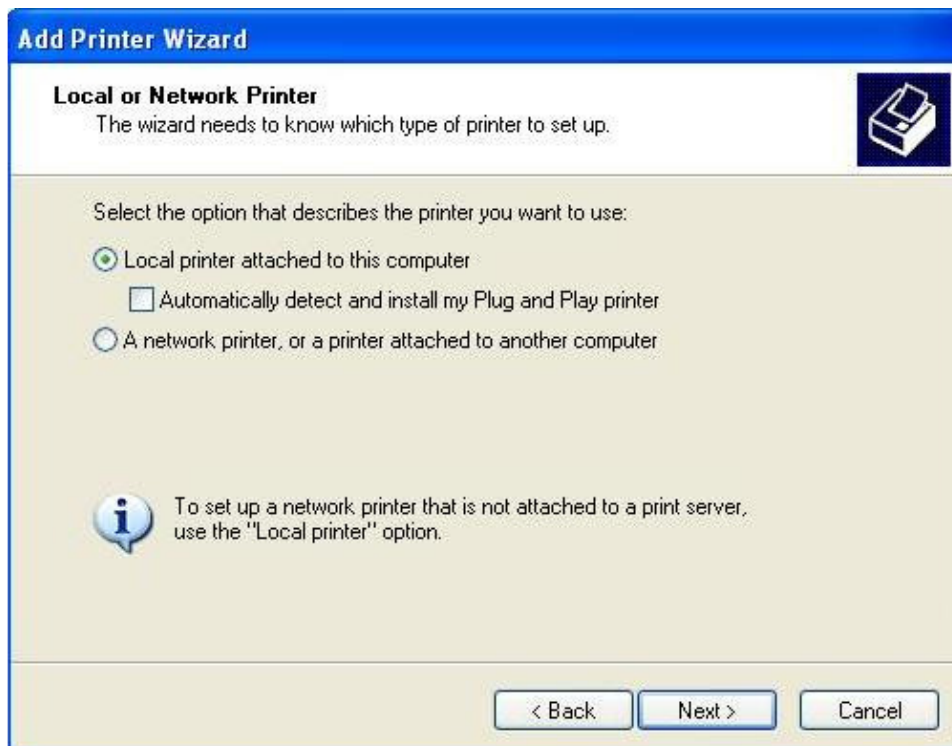 Add Printer Wizard
Local or Network Printer
The wizard needs to know which type of printer to set up.
Select the option that describes the printer you want to use:
Local printer attached to this computer
Automatically detect and install my Plug and Play printer
A network printer, or a printer attached to another computer
To set up a network printer that is not attached to a print server,
use the "Local printer" option.
< Back Next > Cancel